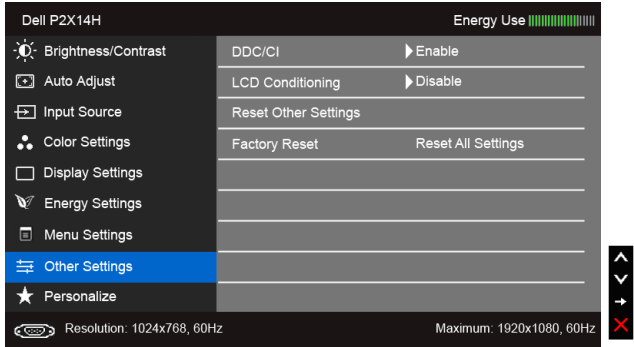 Dell P2X14H Energy Use
Brightness/Contrast DDC/CI Enable
Auto Adjust LCD Conditioning Disable
Input Source Reset Other Settings
Color Settings Factory Reset Reset All Settings
Display Settings
Energy Settings
Menu Settings
Other Settings
Personalize
Resolution: 1024x768, 60Hz Maximum: 1920x1080, 60Hz